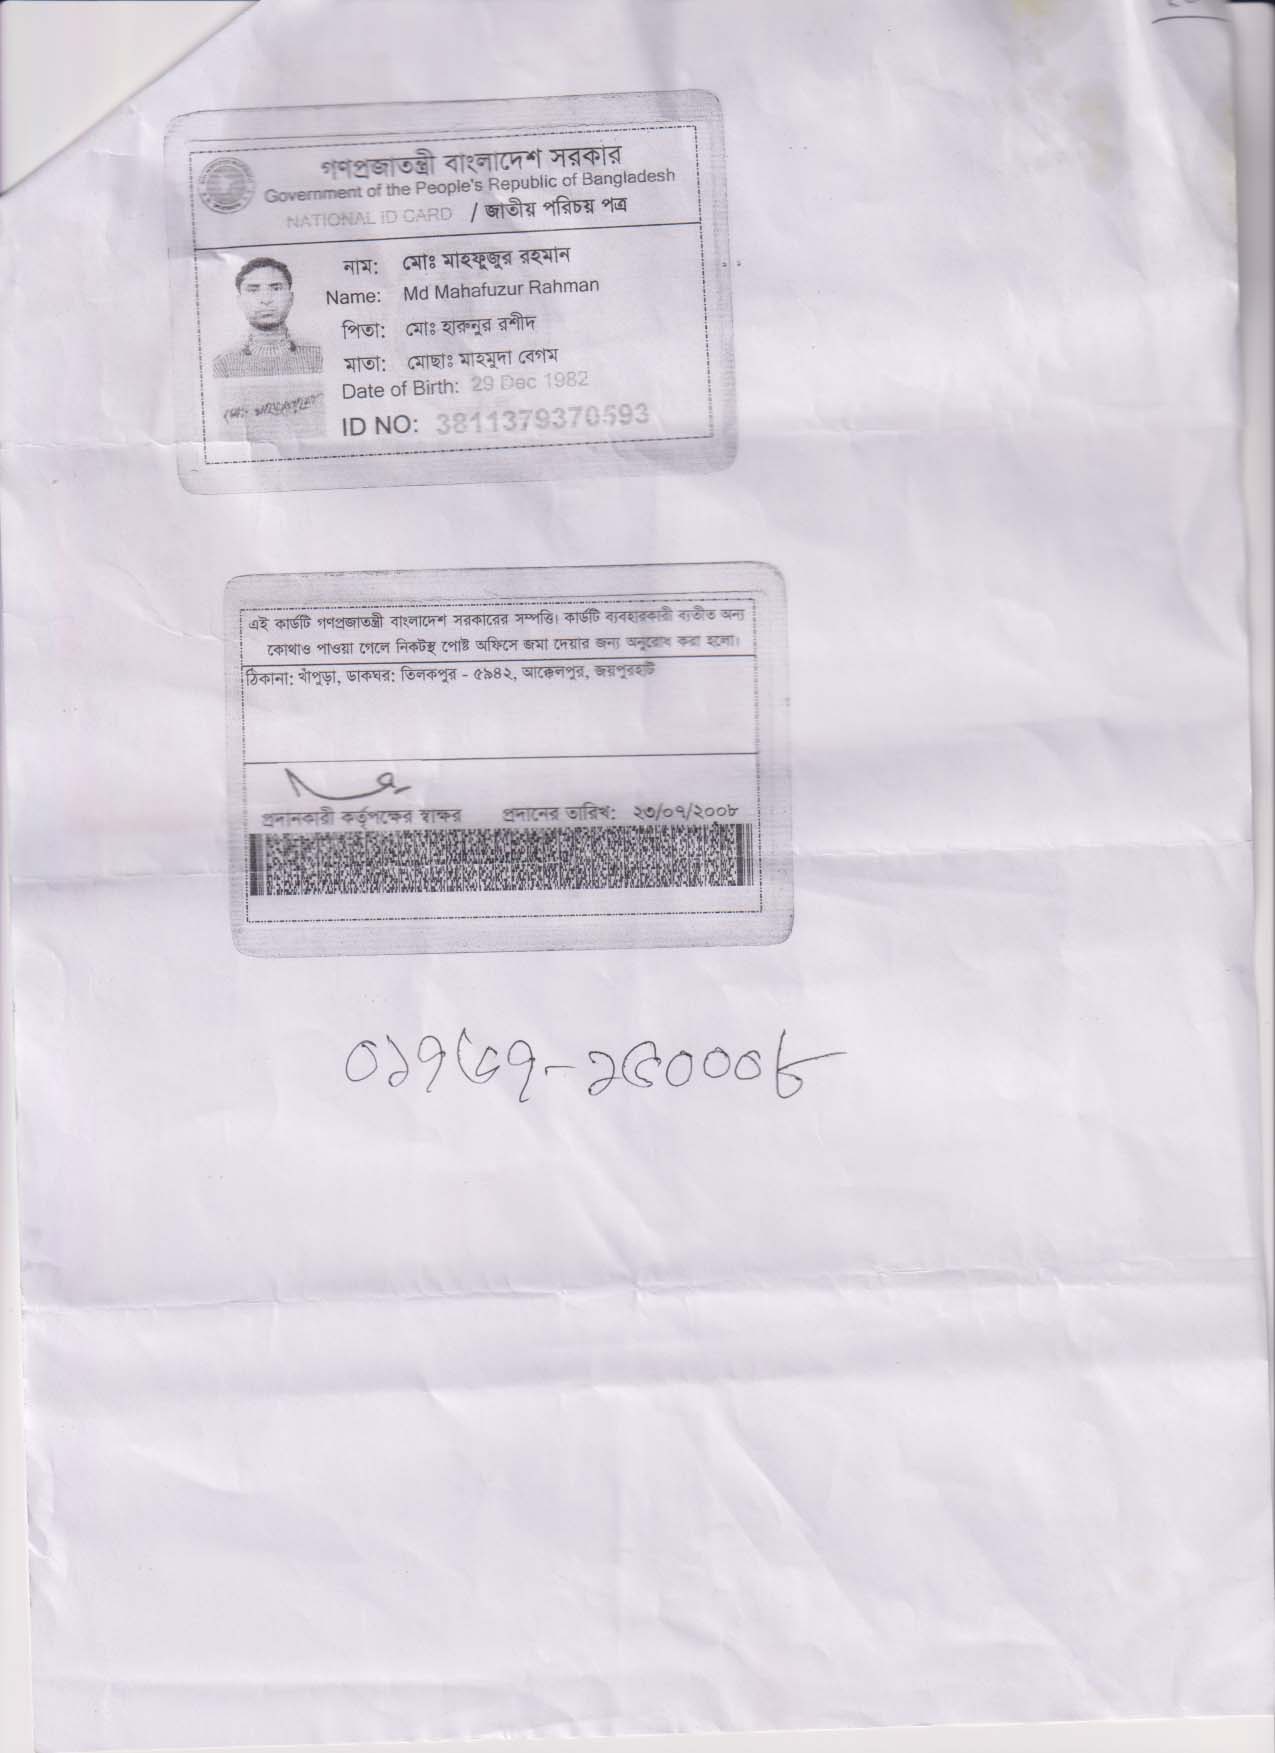 গণপ্রজাতন্ত্রী বাংলাদেশ সরকার
Government of the People's Republic of Bangladesh
NATIONAL ID CARD / জাতীয় পরিচয় পত্র
নাম: মোঃ মাহফুজুর রহমান
Name: Md Mahafuzur Rahman
পিতা: মোঃ হারুনুর রশীদ
মাতা: মোছাঃ মাহমুদা বেগম
Date of Birth: 29 Dec 1982
ID NO: 3811379370593
এই কার্ডটি গণপ্রজাতন্ত্রী বাংলাদেশ সরকারের সম্পত্তি। কার্ডটি ব্যবহারকারী ব্যতীত অন্য
কোথাও পাওয়া গেলে নিকটস্থ পোষ্ট অফিসে জমা দেয়ার জন্য অনুরোধ করা হলো।
ঠিকানা: খাঁপুড়া, ডাকঘর: তিলকপুর - ৫৯৪২, আক্কেলপুর, জয়পুরহাট
প্রদানকারী কর্তৃপক্ষের স্বাক্ষর প্রদানের তারিখ: ২৩/০৭/২০০৮